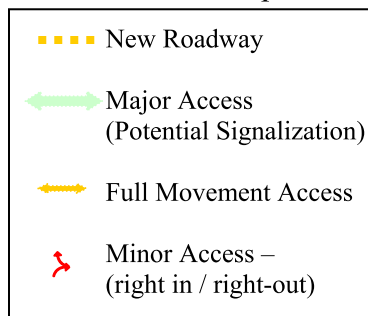 New Roadway
Major Access
(Potential Signalization)
Full Movement Access
Minor Access –
(right in / right-out)